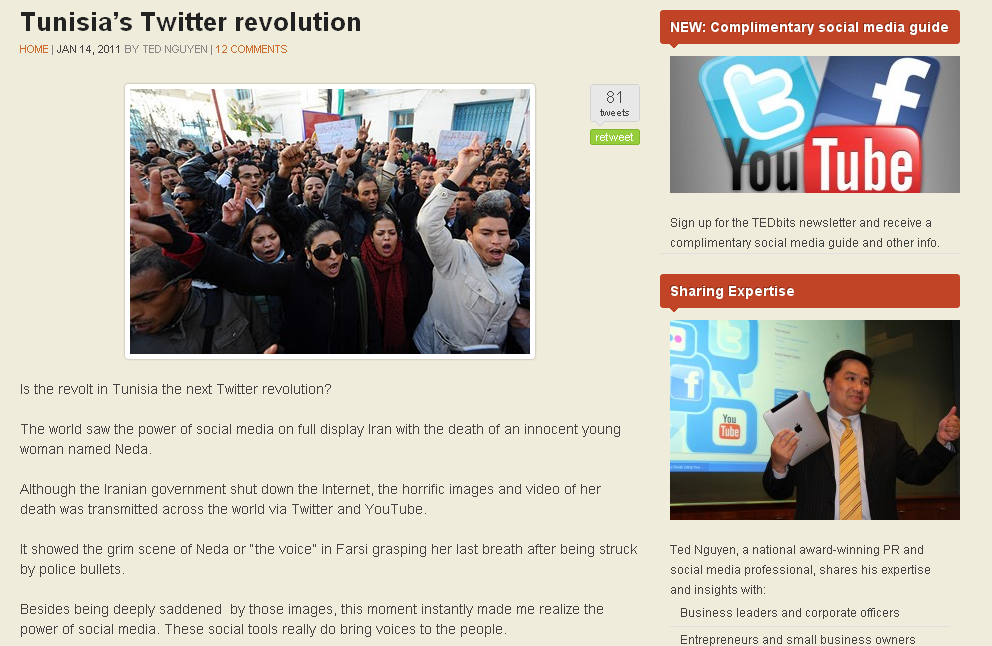 Tunisia's Twitter revolution
HOME | JAN 14, 2011 BY TED NGUYEN | 12 COMMENTS
81
tweets
retweet
Is the revolt in Tunisia the next Twitter revolution?
The world saw the power of social media on full display Iran with the death of an innocent young
woman named Neda.
Although the Iranian government shut down the Internet, the horrific images and video of her
death was transmitted across the world via Twitter and YouTube.
It showed the grim scene of Neda or "the voice" in Farsi grasping her last breath after being struck
by police bullets.
Besides being deeply saddened by those images, this moment instantly made me realize the
power of social media. These social tools really do bring voices to the people.
NEW: Complimentary social media guide
You Tube
Sign up for the TEDbits newsletter and receive a
complimentary social media guide and other info.
Sharing Expertise
You
Tube
Ted Nguyen, a national award-winning PR and
social media professional, shares his expertise
and insights with:
Business leaders and corporate officers
Entrepreneurs and small business owners